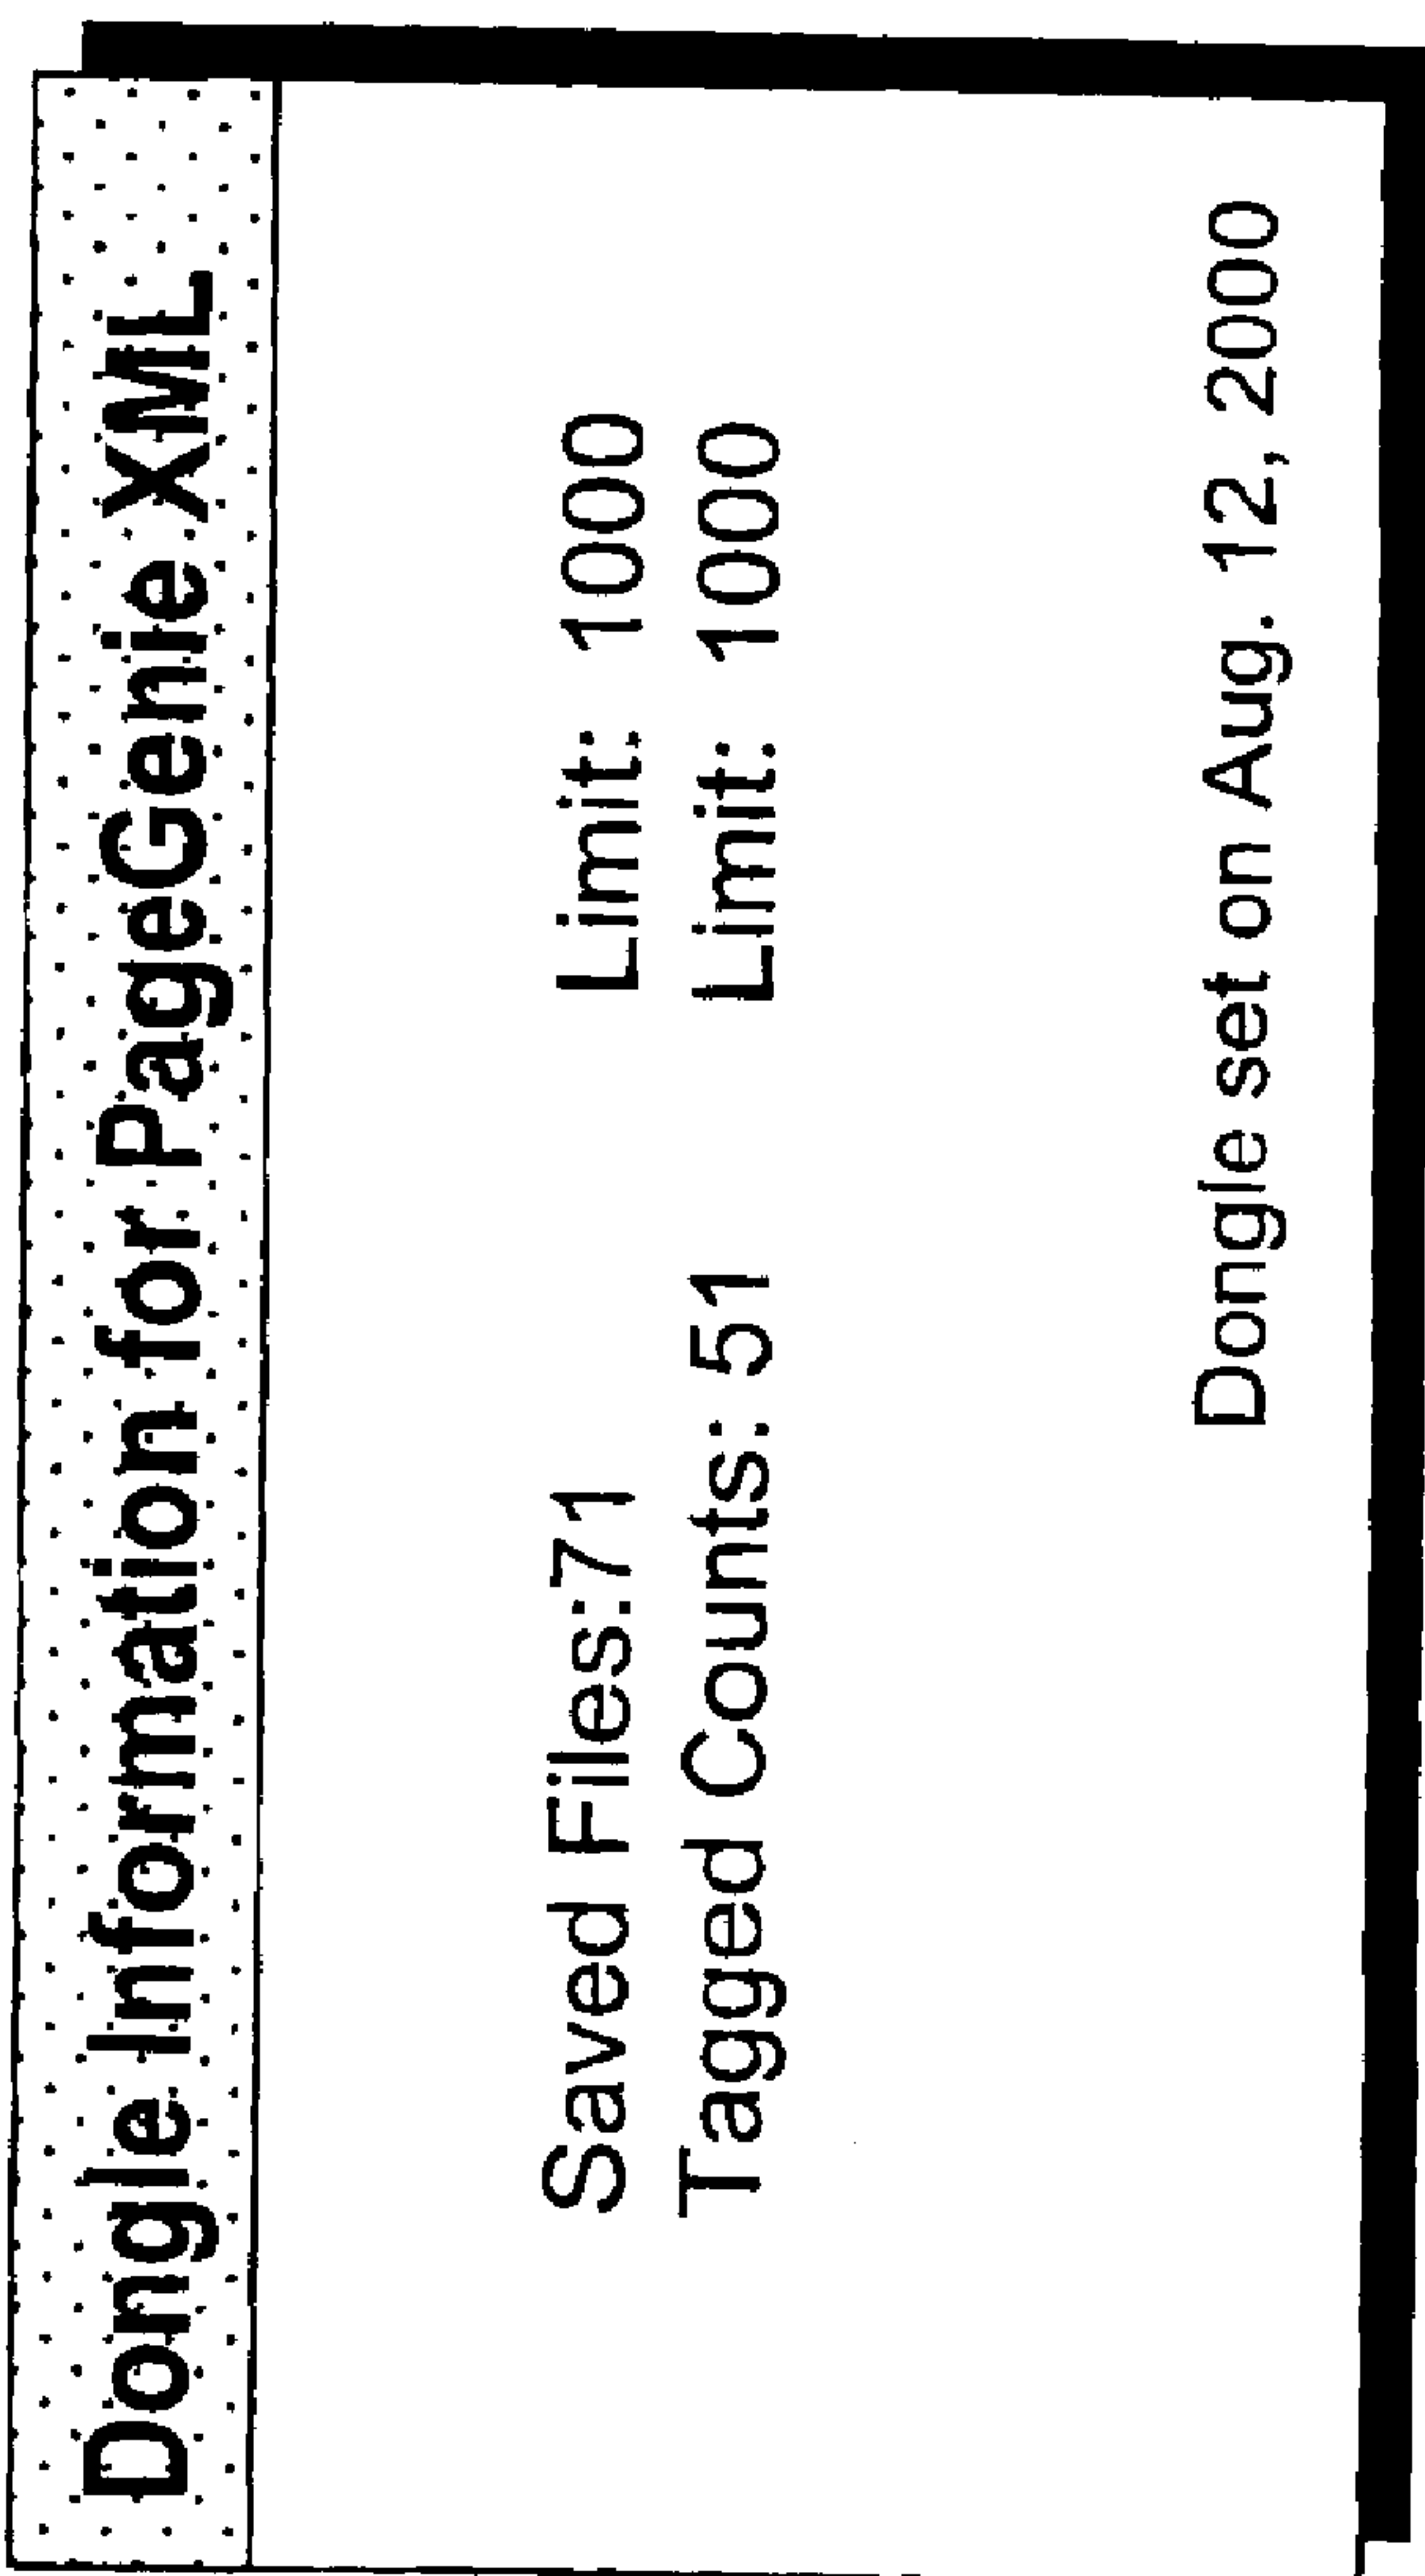 Dongle Information for PageGenie XML
Saved Files:71 Limit: 1000
Tagged Counts: 51 Limit: 1000
Dongle set on Aug. 12, 2000